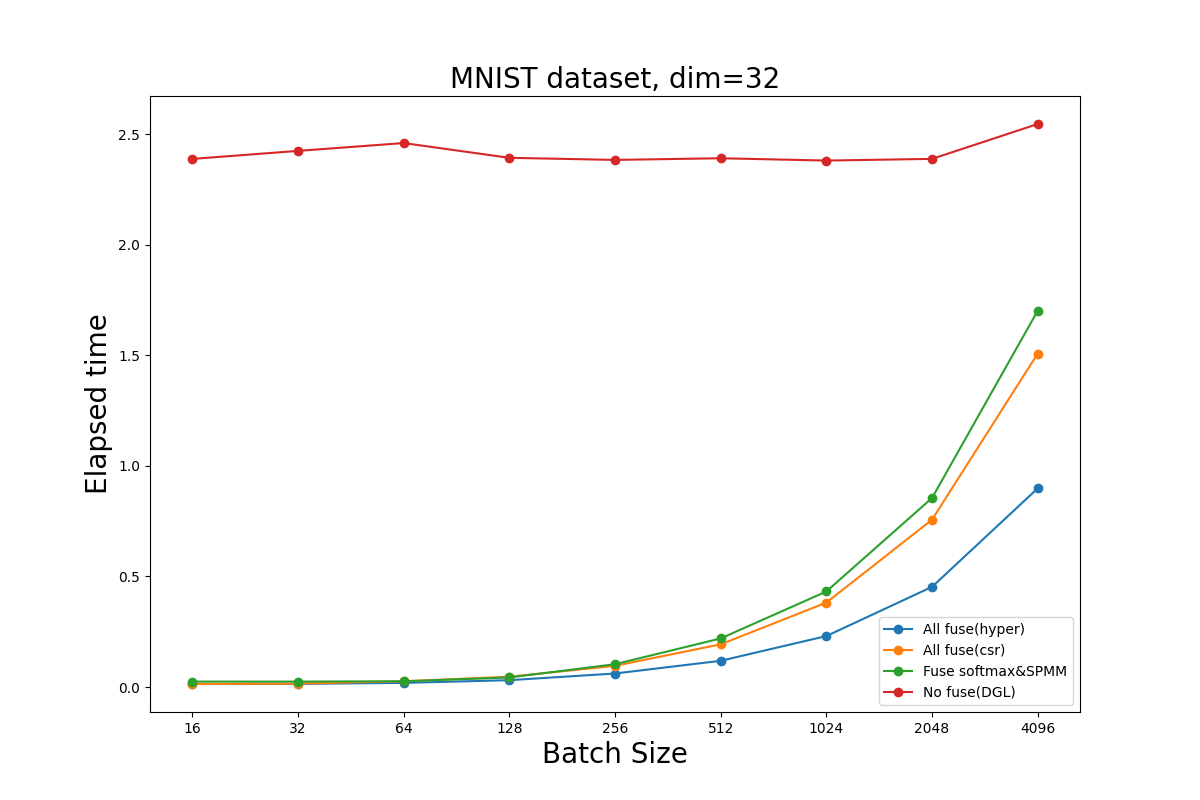 MNIST dataset, dim=32
Elapsed time
2.5
2.0
1.5
1.0
0.5
0.0
16 32 64 128 256 512 1024 2048 4096
Batch Size
All fuse(hyper)
All fuse(csr)
Fuse softmax&SPMM
No fuse(DGL)